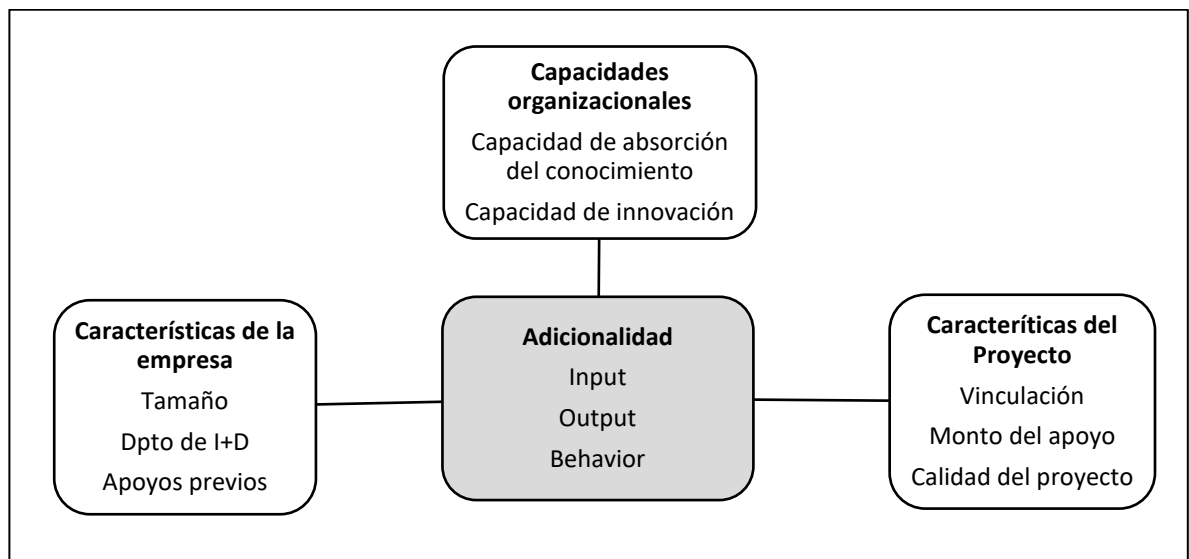 Capacidades
organizacionales
Capacidad de absorción
del conocimiento
Capacidad de innovación
Características de la
empresa
Tamaño
Dpto de I+D
Apoyos previos
Adicionalidad
Input
Output
Behavior
Caracteríticas del
Proyecto
Vinculación
Monto del apoyo
Calidad del proyecto